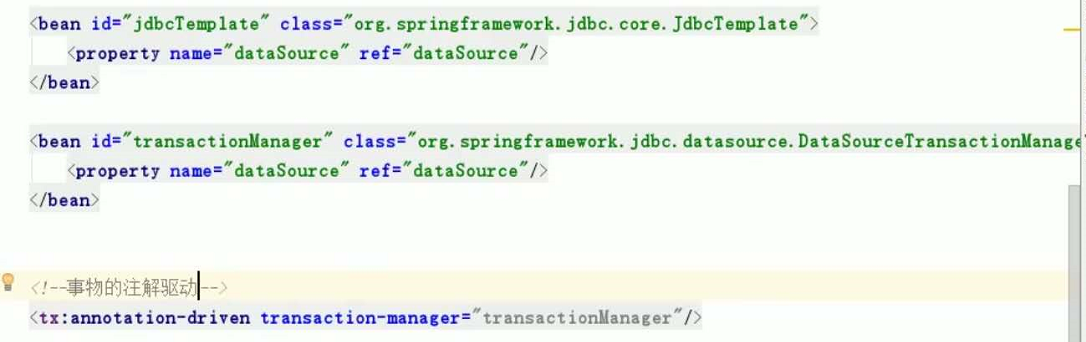 <bean id="jdbcTemplate" class="org.springframework.jdbc.core.JdbcTemplate">
<property name="dataSource" ref="dataSource"/>
</bean>
<bean id="transactionManager" class="org.springframework.jdbc.datasource.DataSourceTransactionManage
<property name="dataSource" ref="dataSource"/>
</bean>
<!--事物的注解驱动-->
<tx:annotation-driven transaction-manager="transactionManager"/>